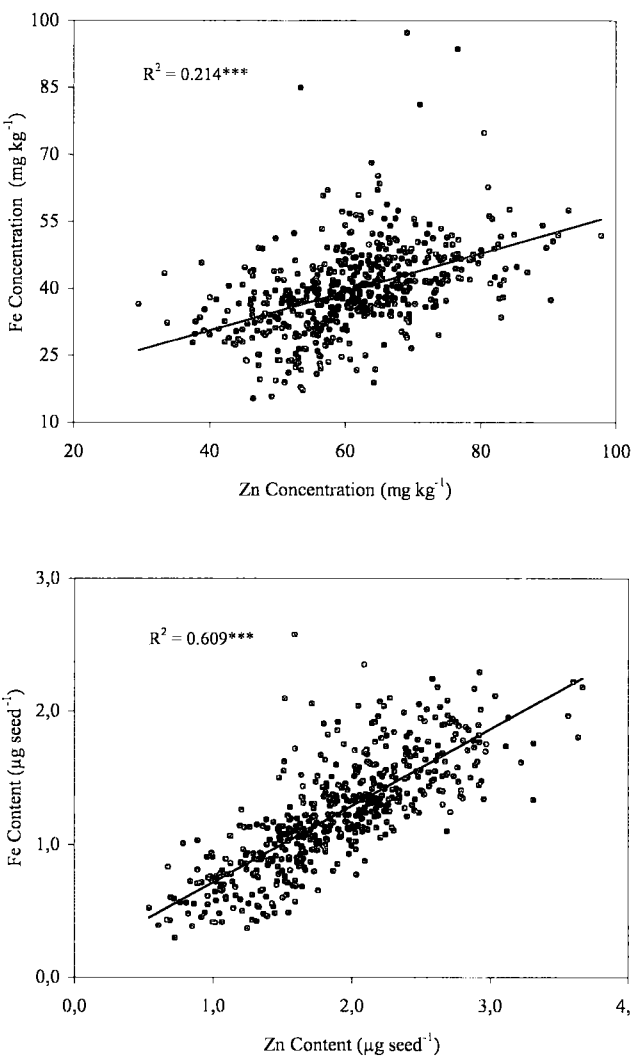 100
85
70
55
40
25
10
Fe Concentration (mg kg⁻¹)
R² = 0.214***
20 40 60 80 100
Zn Concentration (mg kg⁻¹)
3,0
2,0
1,0
0,0
Fe Content (μg seed⁻¹)
R² = 0.609***
0,0 1,0 2,0 3,0 4,
Zn Content (μg seed⁻¹)